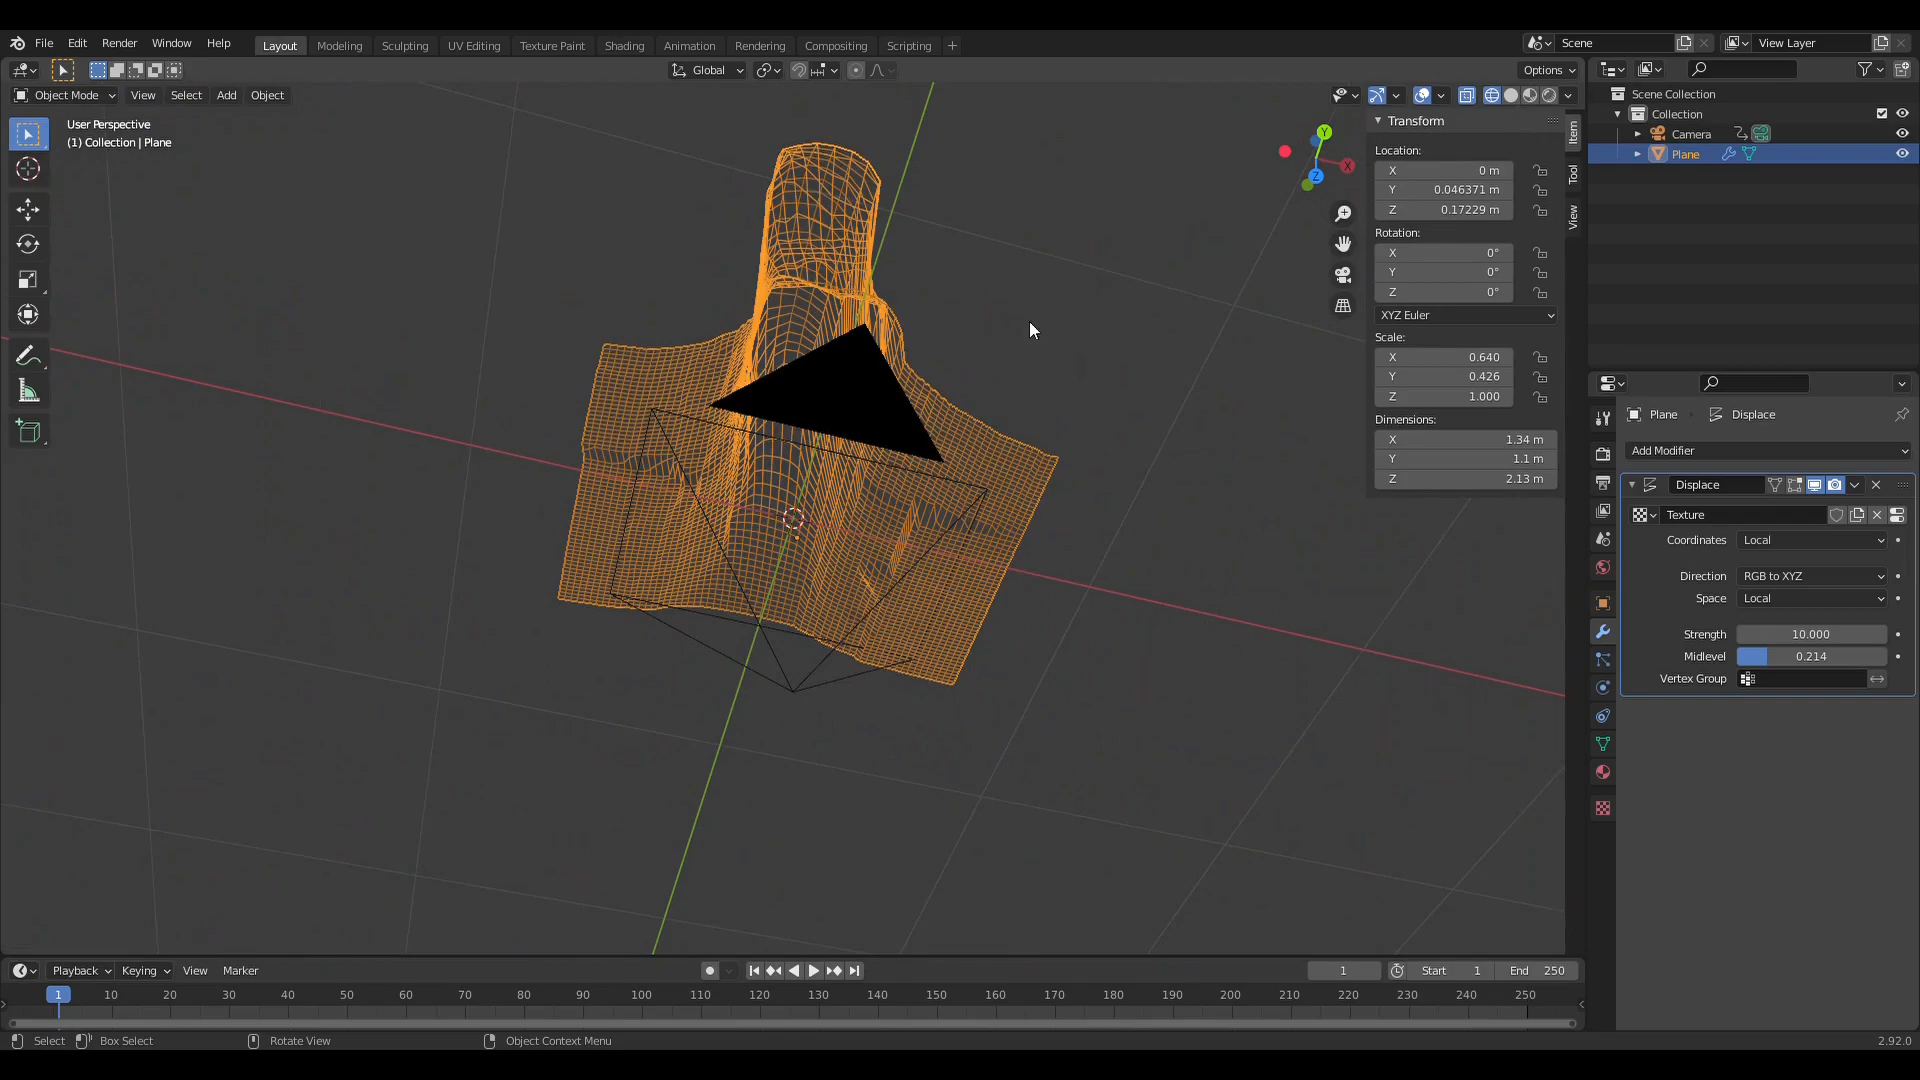 File Edit Render Window Help Layout Modeling Sculpting UV Editing Texture Paint Shading Animation Rendering Compositing Scripting + Scene View Layer
Global Options
Object Mode View Select Add Object
User Perspective
(1) Collection | Plane
Y
X
Z
Item
Tool
View
Transform
Location:
X 0 m
Y 0.046371 m
Z 0.17229 m
Rotation:
X 0°
Y 0°
Z 0°
XYZ Euler
Scale:
X 0.640
Y 0.426
Z 1.000
Dimensions:
X 1.34 m
Y 1.1 m
Z 2.13 m
Scene Collection
Collection
Camera
Plane
Plane Displace
Add Modifier
Displace
Texture
Coordinates Local
Direction RGB to XYZ
Space Local
Strength 10.000
Midlevel 0.214
Vertex Group
Playback Keying View Marker 1 Start 1 End 250
1 10 20 30 40 50 60 70 80 90 100 110 120 130 140 150 160 170 180 190 200 210 220 230 240 250
Select Box Select Rotate View Object Context Menu 2.92.0